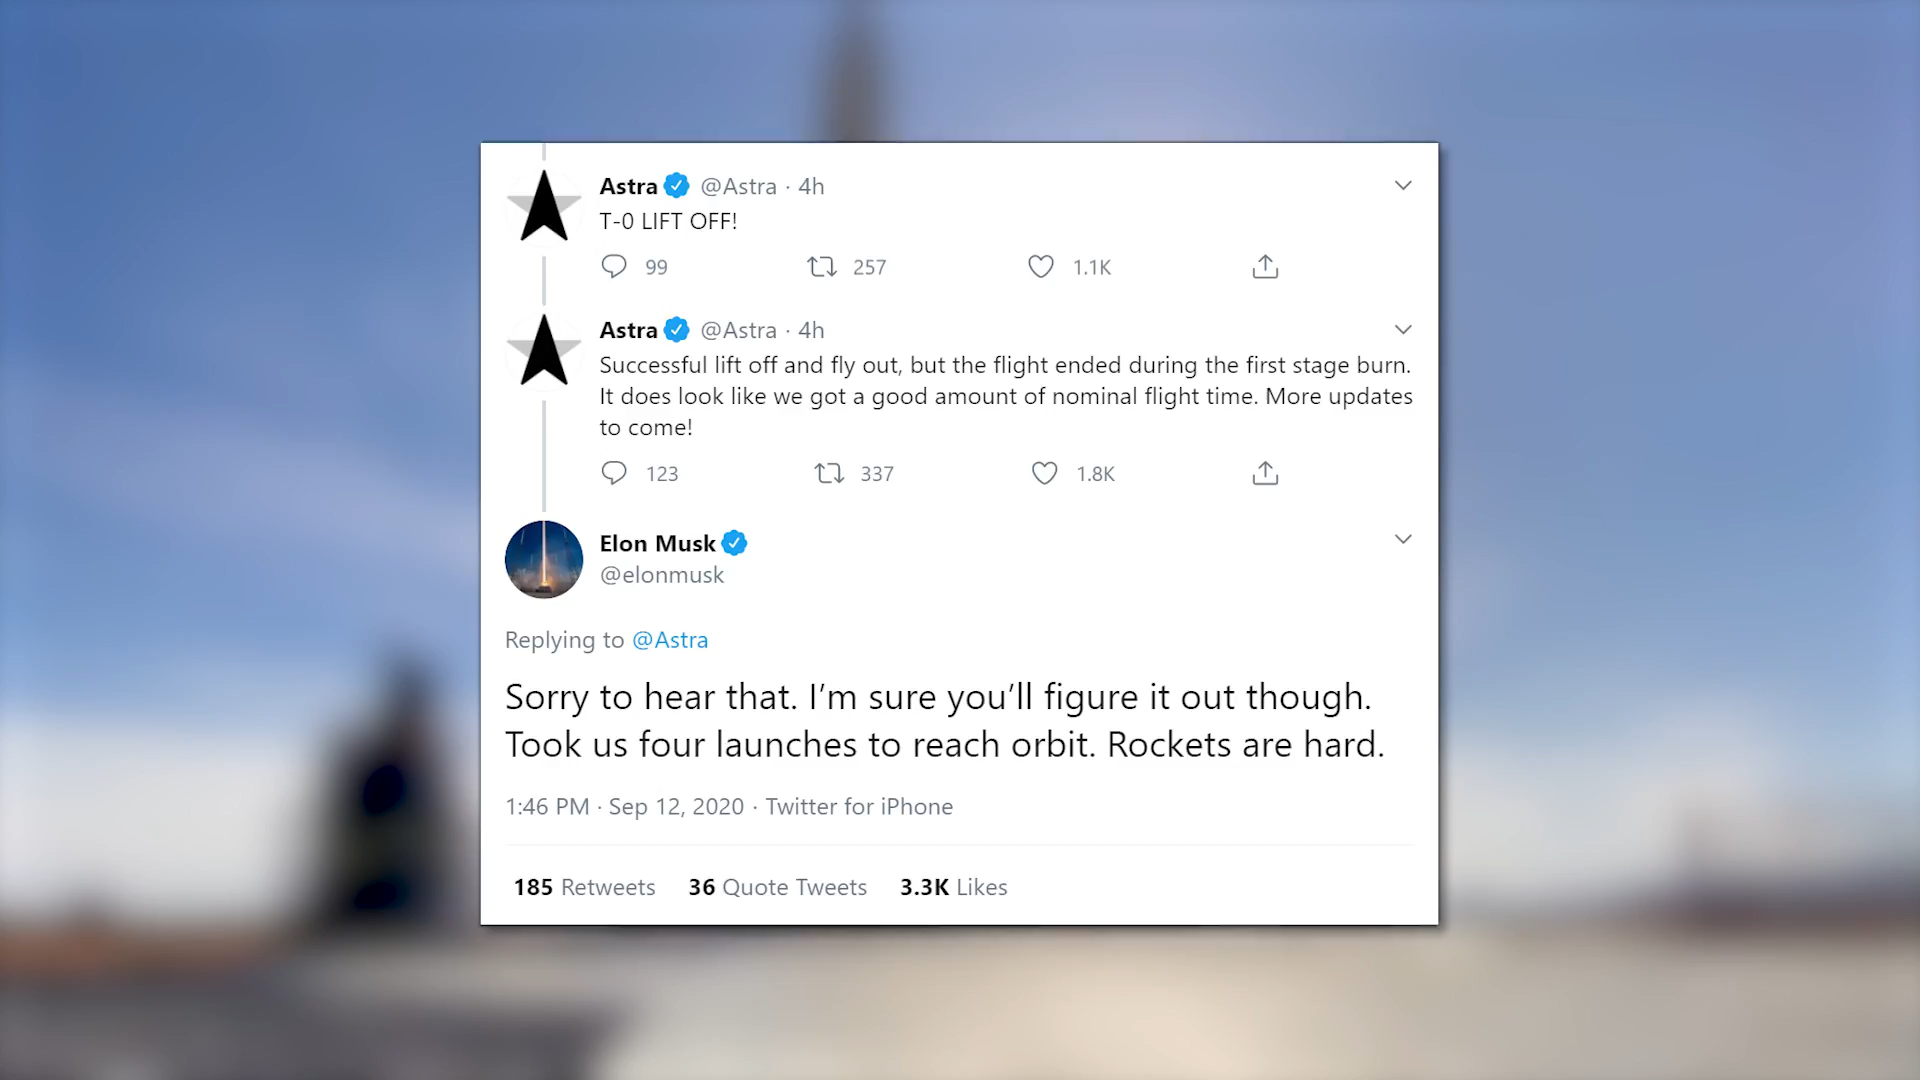 Astra @Astra · 4h
T-0 LIFT OFF!
99 257 1.1K
Astra @Astra · 4h
Successful lift off and fly out, but the flight ended during the first stage burn.
It does look like we got a good amount of nominal flight time. More updates
to come!
123 337 1.8K
Elon Musk
@elonmusk
Replying to @Astra
Sorry to hear that. I’m sure you’ll figure it out though.
Took us four launches to reach orbit. Rockets are hard.
1:46 PM · Sep 12, 2020 · Twitter for iPhone
185 Retweets 36 Quote Tweets 3.3K Likes